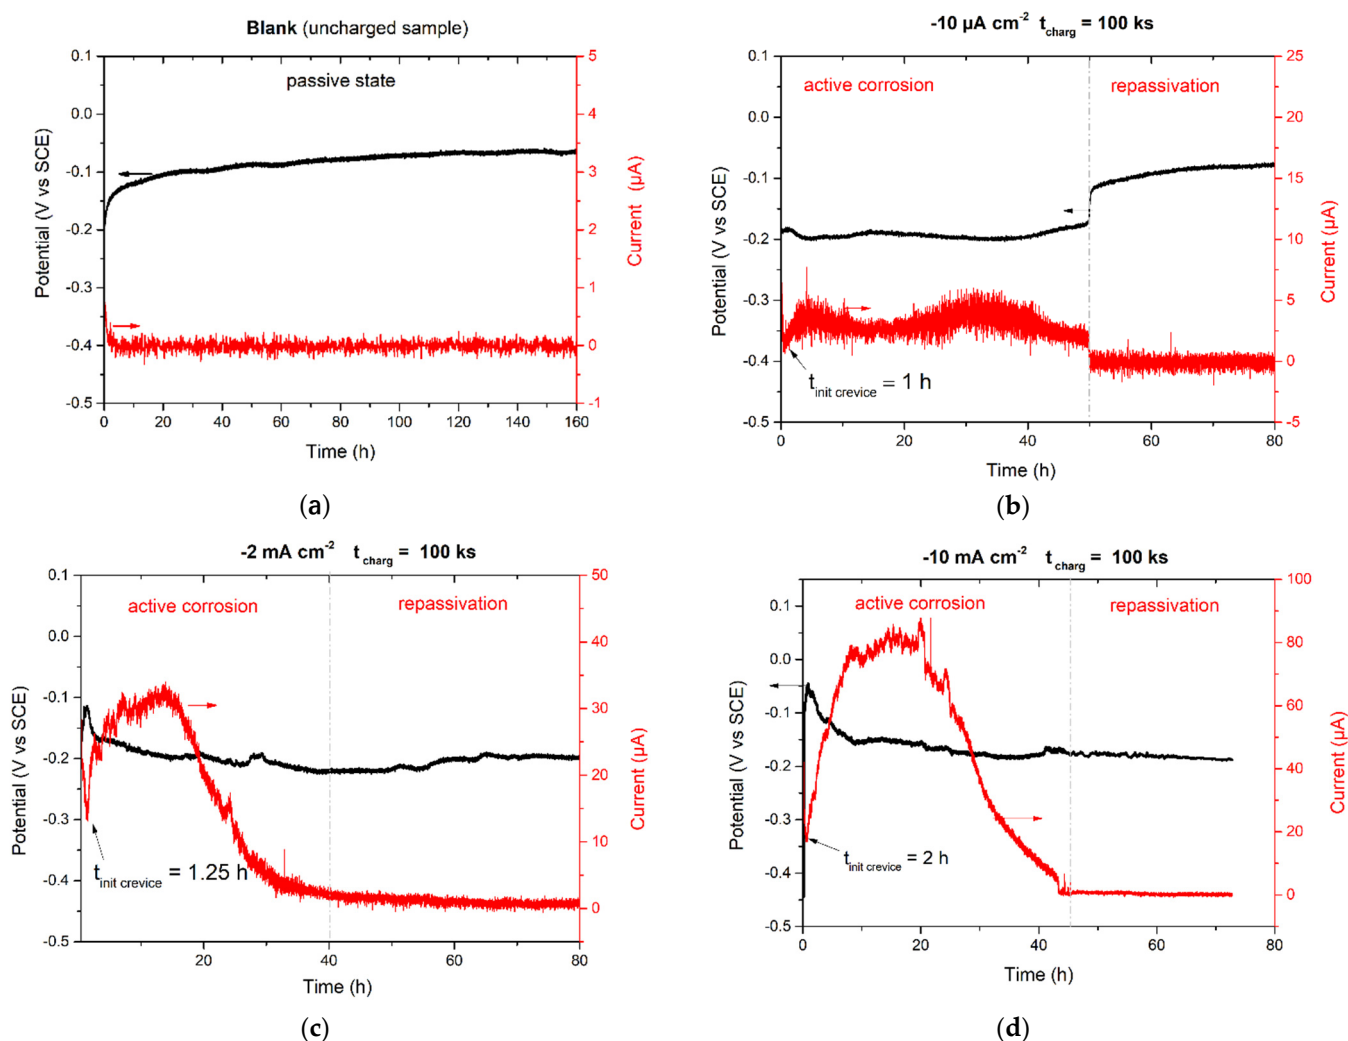 Blank (uncharged sample)
passive state
Potential (V vs SCE)
0.1
0.0
-0.1
-0.2
-0.3
-0.4
-0.5
0 20 40 60 80 100 120 140 160
Time (h)
5
4
3
2
1
0
-1
Current (µA)
(a)
-10 µA cm-2 tcharg = 100 ks
active corrosion
repassivation
Potential (V vs SCE)
0.1
0.0
-0.1
-0.2
-0.3
-0.4
-0.5
tinit crevice = 1 h
0 20 40 60 80
Time (h)
25
20
15
10
5
0
-5
Current (µA)
(b)
-2 mA cm-2 tcharg = 100 ks
active corrosion
repassivation
Potential (V vs SCE)
0.1
0.0
-0.1
-0.2
-0.3
-0.4
-0.5
tinit crevice = 1.25 h
20 40 60 80
Time (h)
50
40
30
20
10
0
Current (µA)
(c)
-10 mA cm-2 tcharg = 100 ks
active corrosion
repassivation
Potential (V vs SCE)
0.1
0.0
-0.1
-0.2
-0.3
-0.4
-0.5
tinit crevice = 2 h
0 20 40 60 80
Time (h)
100
80
60
40
20
0
Current (µA)
(d)